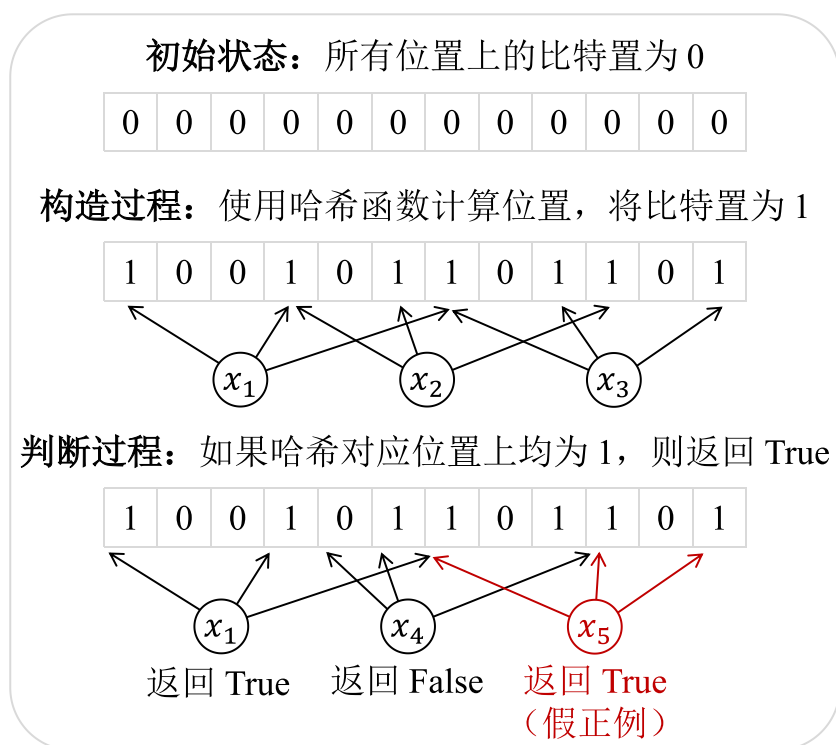 初始状态：所有位置上的比特置为 0
0 0 0 0 0 0 0 0 0 0 0 0
构造过程：使用哈希函数计算位置，将比特置为 1
1 0 0 1 0 1 1 0 1 1 0 1
x₁ x₂ x₃
判断过程：如果哈希对应位置上均为 1，则返回 True
1 0 0 1 0 1 1 0 1 1 0 1
x₁ x₄ x₅
返回 True 返回 False 返回 True
（假正例）